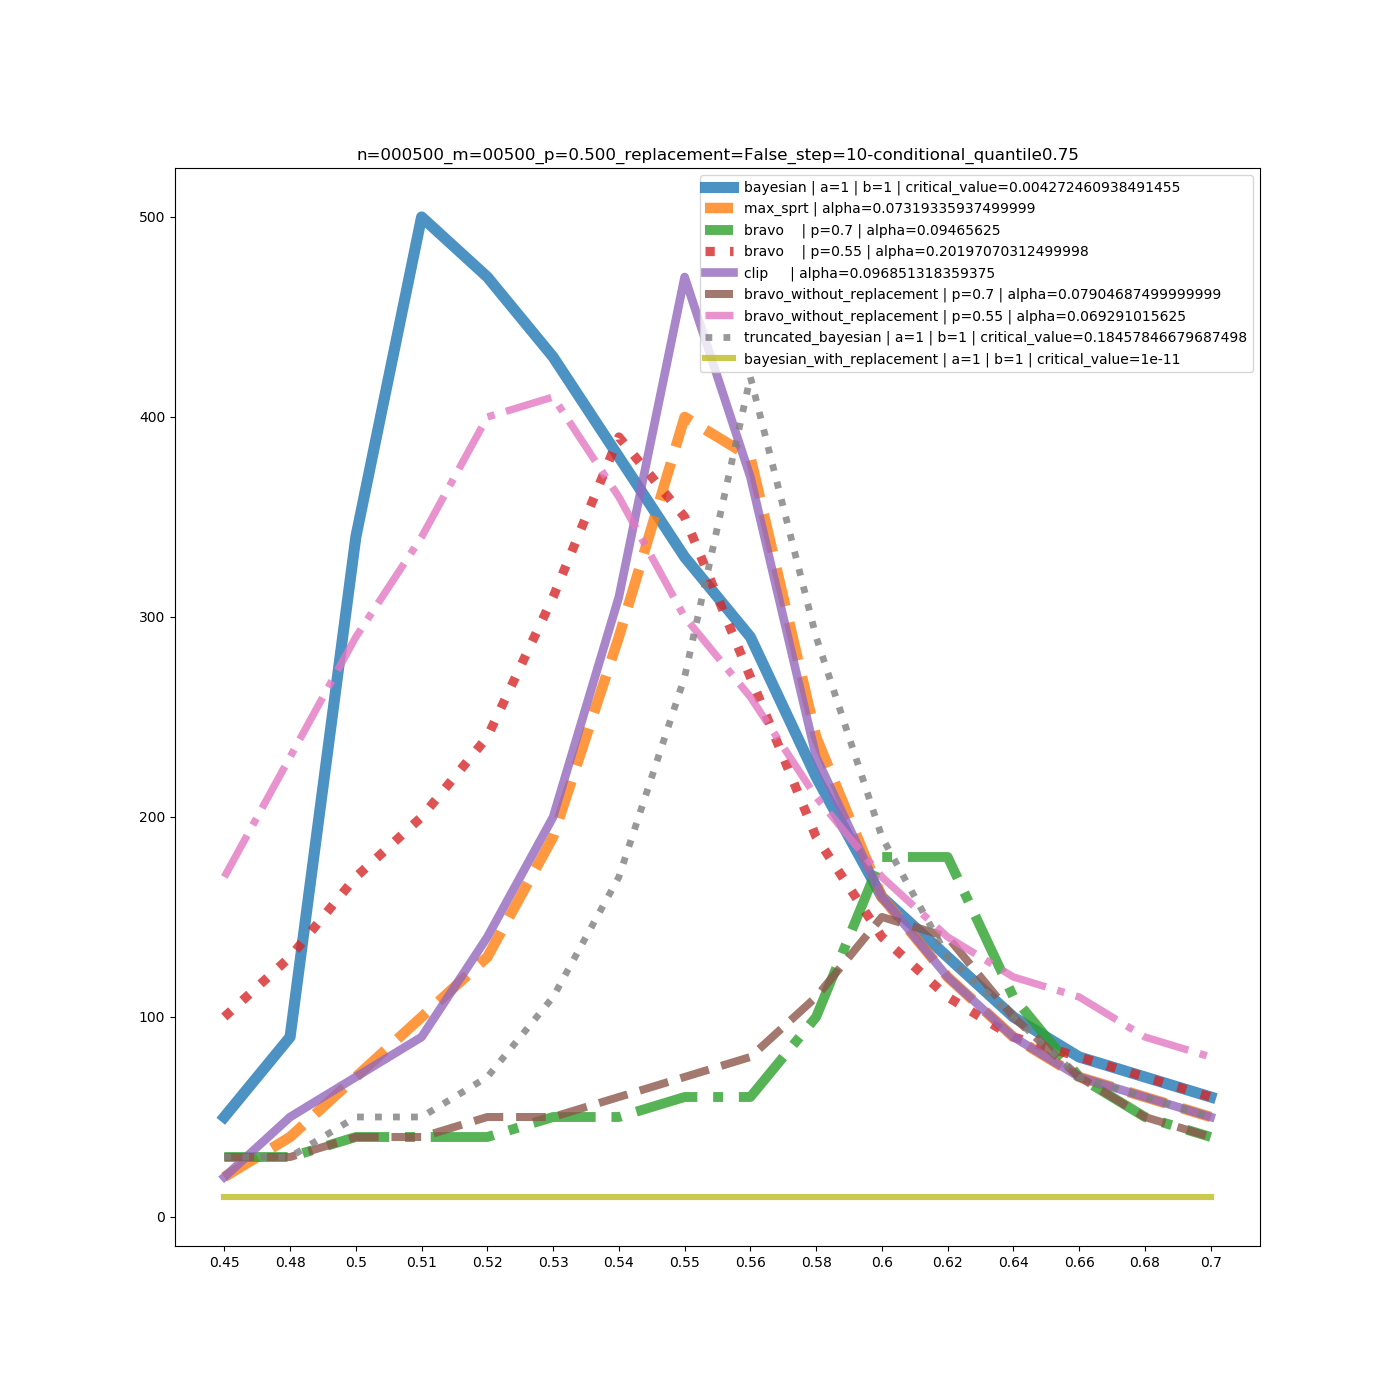 n=000500_m=00500_p=0.500_replacement=False_step=10-conditional_quantile0.75
bayesian | a=1 | b=1 | critical_value=0.004272460938491455
max_sprt | alpha=0.07319335937499999
bravo    | p=0.7 | alpha=0.09465625
bravo    | p=0.55 | alpha=0.20197070312499998
clip     | alpha=0.096851318359375
bravo_without_replacement | p=0.7 | alpha=0.07904687499999999
bravo_without_replacement | p=0.55 | alpha=0.069291015625
truncated_bayesian | a=1 | b=1 | critical_value=0.18457846679687498
bayesian_with_replacement | a=1 | b=1 | critical_value=1e-11
500
400
300
200
100
0
0.45 0.48 0.5 0.51 0.52 0.53 0.54 0.55 0.56 0.58 0.6 0.62 0.64 0.66 0.68 0.7